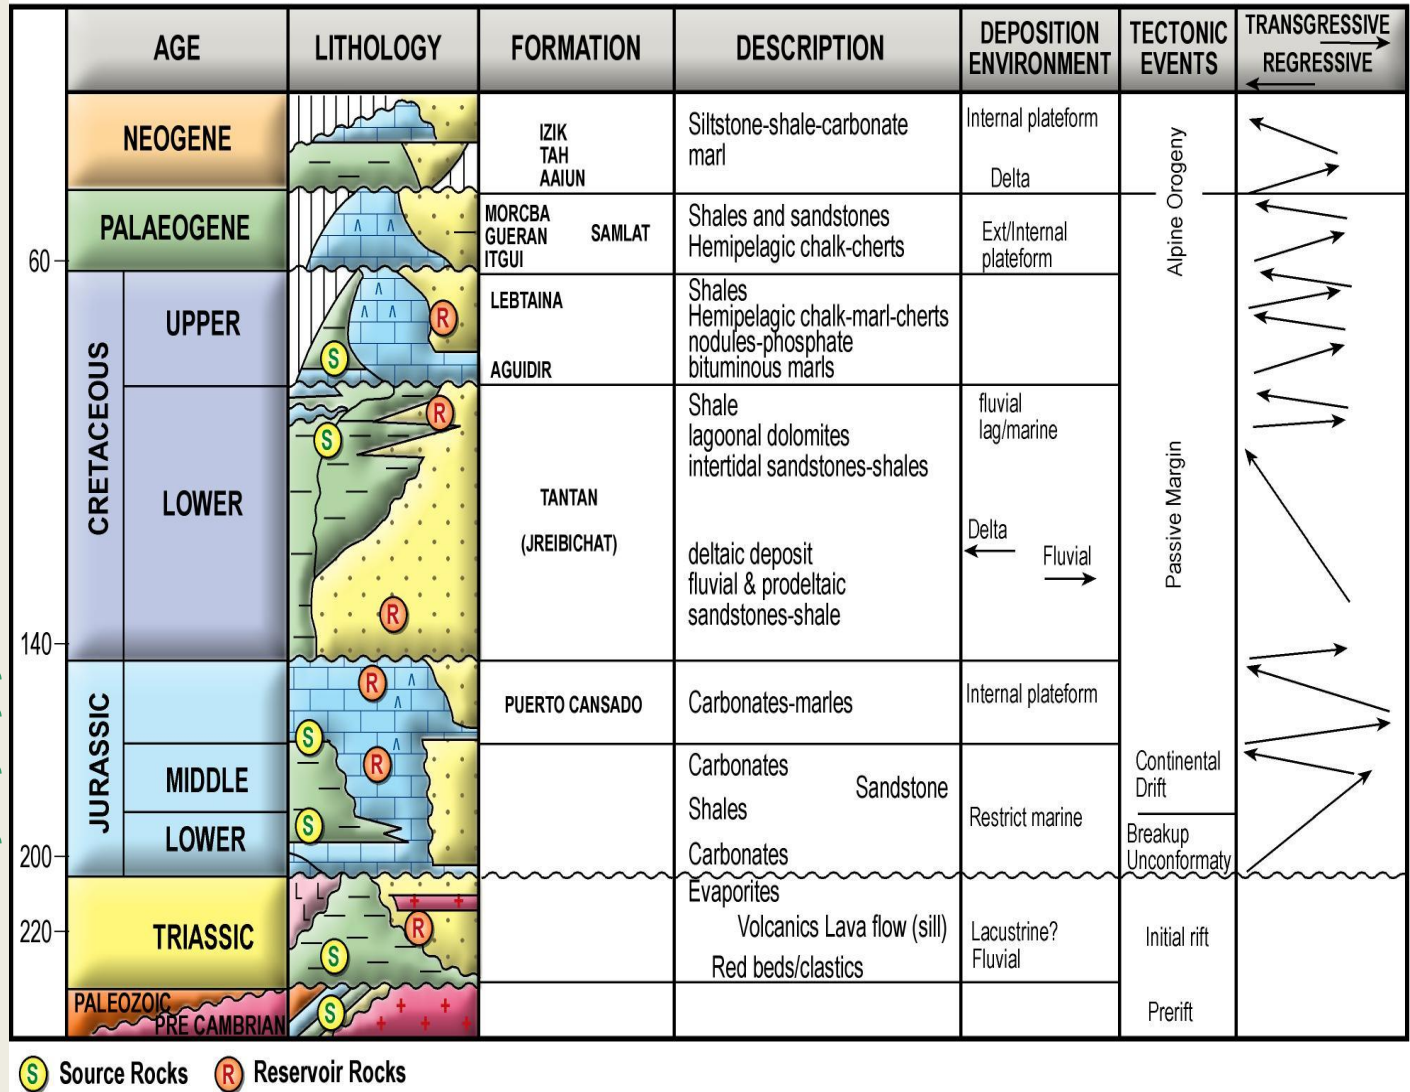 AGE
LITHOLOGY
FORMATION
DESCRIPTION
DEPOSITION
ENVIRONMENT
TECTONIC
EVENTS
TRANSGRESSIVE
REGRESSIVE
NEOGENE
IZIK
TAH
AAIUN
Siltstone-shale-carbonate
marl
Internal plateform
Delta
Alpine Orogeny
PALAEOGENE
MORCBA
GUERAN
ITGUI
SAMLAT
Shales and sandstones
Hemipelagic chalk-cherts
Ext/Internal
plateform
60
CRETACEOUS
UPPER
R
S
LEBTAINA
AGUIDIR
Shales
Hemipelagic chalk-marl-cherts
nodules-phosphate
bituminous marls
LOWER
R
S
R
TANTAN
(JREIBICHAT)
Shale
lagoonal dolomites
intertidal sandstones-shales
deltaic deposit
fluvial & prodeltaic
sandstones-shale
fluvial
lag/marine
Delta
Fluvial
Passive Margin
140
JURASSIC
R
S
PUERTO CANSADO
Carbonates-marles
Internal plateform
MIDDLE
R
Carbonates
Sandstone
Shales
Continental
Drift
LOWER
S
Carbonates
Restrict marine
Breakup
Unconformaty
200
TRIASSIC
L L
L
R
S
Evaporites
Volcanics Lava flow (sill)
Red beds/clastics
Lacustrine?
Fluvial
Initial rift
220
PALEOZOIC
PRE CAMBRIAN
S
Prerift
S Source Rocks R Reservoir Rocks